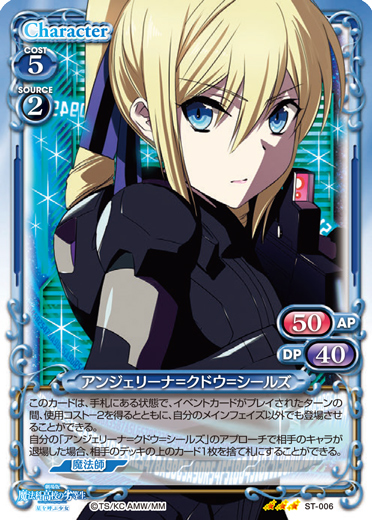 Character
COST
5
SOURCE
2
50 AP
DP 40
アンジェリーナ=クドウ=シールズ
このカードは、手札にある状態で、イベントカードがプレイされたターンの
間、使用コスト−2を得るとともに、自分のメインフェイズ以外でも登場させ
ることができる。
自分の「アンジェリーナ=クドウ=シールズ」のアプローチで相手のキャラが
退場した場合、相手のデッキの上のカード1枚を捨て札にすることができる。
魔法師
劇場版
魔法科高校の劣等生
星を呼ぶ少女
©TS/KC,AMW/MM
ST-006